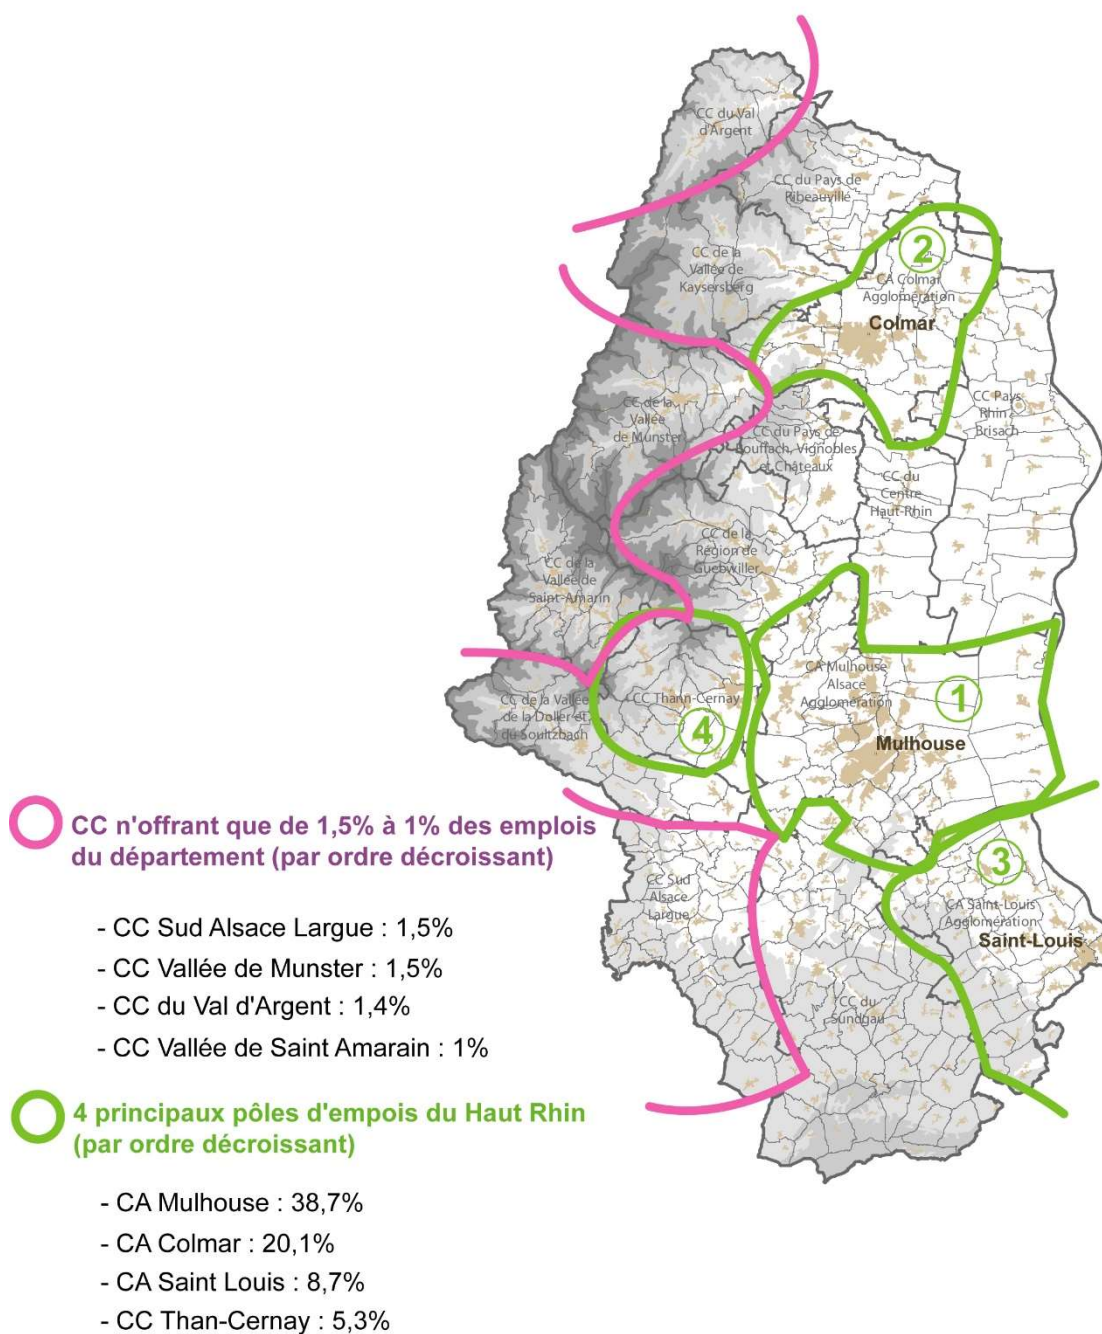 CC du Val
d'Argent
CC du Pays de
Ribeauvillé
2
CC de la
Vallée de
Kaysersberg
CA Colmar
Agglomération
Colmar
CC de la
Vallée
de Munster
CC Pays
Rhin
Brisach
CC du Pays de
Rouffach, Vignobles
et Châteaux
CC du
Centre
Haut-Rhin
CC de la
Région de
Guebwiller
CC de la
Vallée de
Saint-Amarin
CA Mulhouse
Alsace
Agglomération
1
CC de la Vallée
de la Doller et
du Soultzbach
CC Thann-Cernay
4
Mulhouse
CC n'offrant que de 1,5% à 1% des emplois
du département (par ordre décroissant)
3
CC Sud
Alsace
Largue
CA Saint-Louis
Agglomération
Saint-Louis
CC du
Sundgau
- CC Sud Alsace Largue : 1,5%
- CC Vallée de Munster : 1,5%
- CC du Val d'Argent : 1,4%
- CC Vallée de Saint Amarain : 1%
4 principaux pôles d'empois du Haut Rhin
(par ordre décroissant)
- CA Mulhouse : 38,7%
- CA Colmar : 20,1%
- CA Saint Louis : 8,7%
- CC Than-Cernay : 5,3%